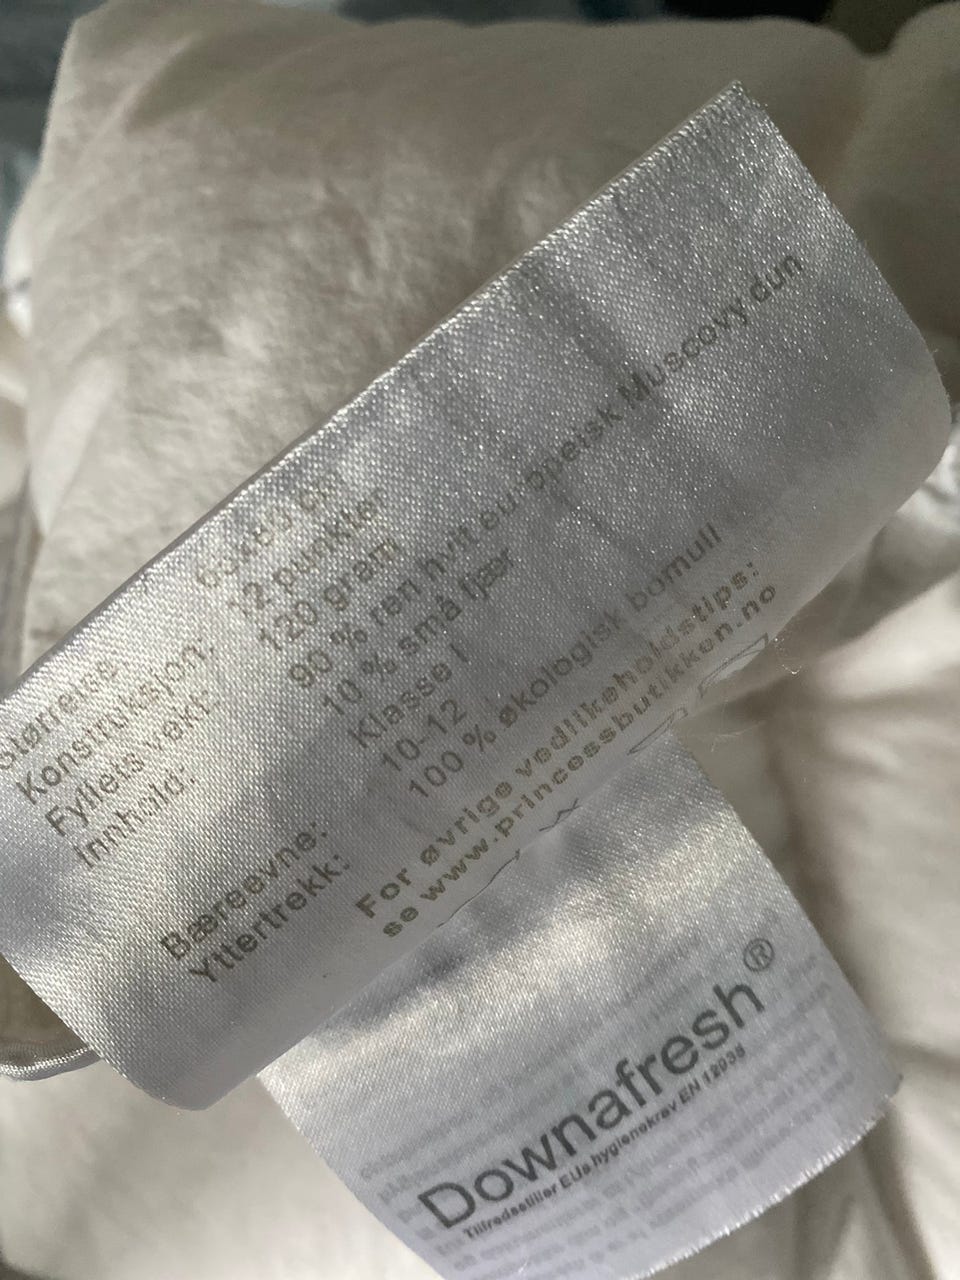 Størrelse:
Konstruksjon: 12 punkter
Fyllets vekt: 120 gram
Innhold: 90 % ren hvit europeisk Muscovy dun
10 % små fjær
Klasse I
Bæreevne: 10-12
Yttertrekk: 100 % økologisk bomull
For øvrige vedlikeholdstips:
se www.princessbutikken.no
Downafresh®
Tilfredsstiller EUs hygienekrav EN 12935